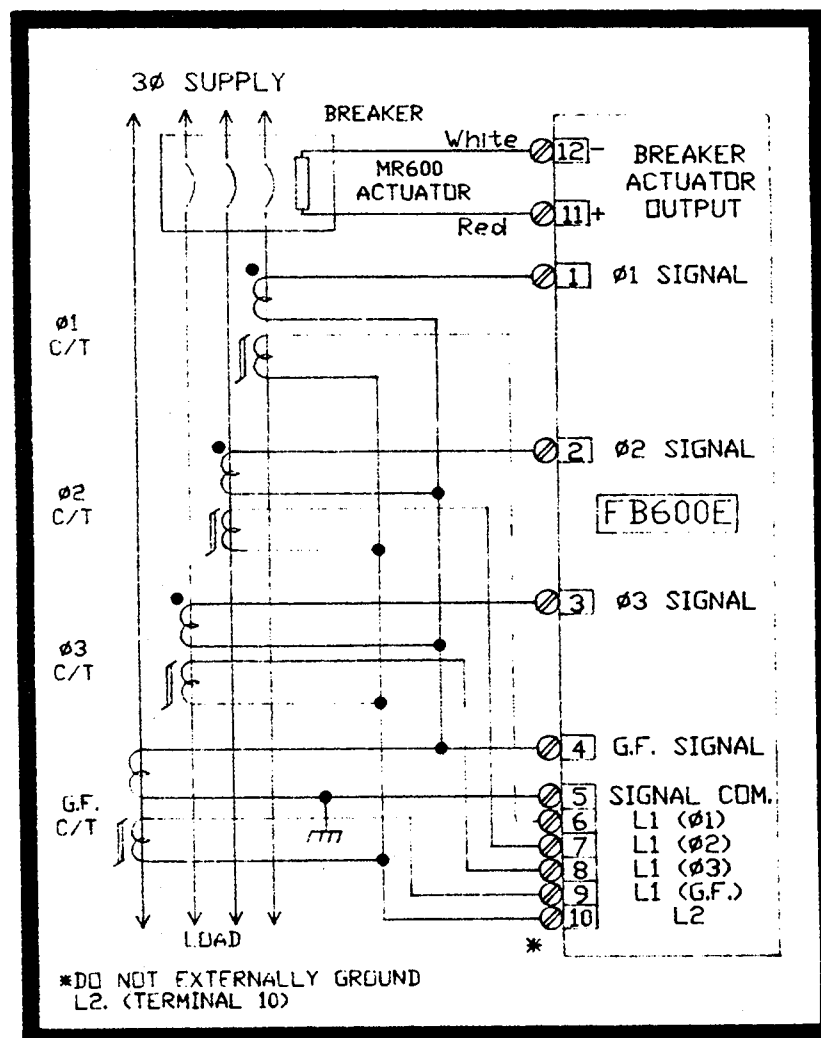 3Ø SUPPLY
BREAKER
White
12 -
MR600
ACTUATOR
BREAKER
ACTUATOR
OUTPUT
Red
11 +
1
Ø1 SIGNAL
Ø1
C/T
2
Ø2 SIGNAL
Ø2
C/T
FB600E
3
Ø3 SIGNAL
Ø3
C/T
4
G.F. SIGNAL
G.F.
C/T
5
SIGNAL COM.
6
L1 (Ø1)
7
L1 (Ø2)
8
L1 (Ø3)
9
L1 (G.F.)
10
L2
LOAD
*
*DO NOT EXTERNALLY GROUND
L2. (TERMINAL 10)